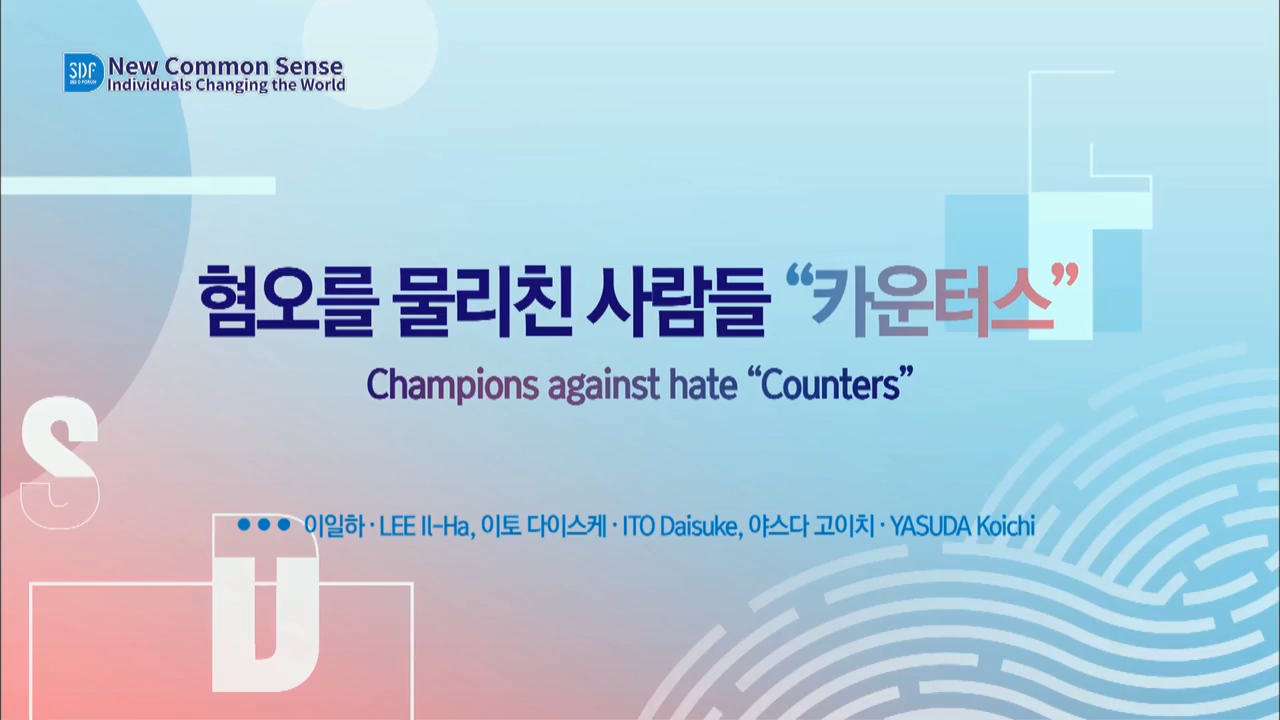 SDF New Common Sense
Individuals Changing the World
혐오를 물리친 사람들 “카운터스”
Champions against hate “Counters”
••• 이일하·LEE Il-Ha, 이토 다이스케·ITO Daisuke, 야스다 고이치·YASUDA Koichi
S
D
F